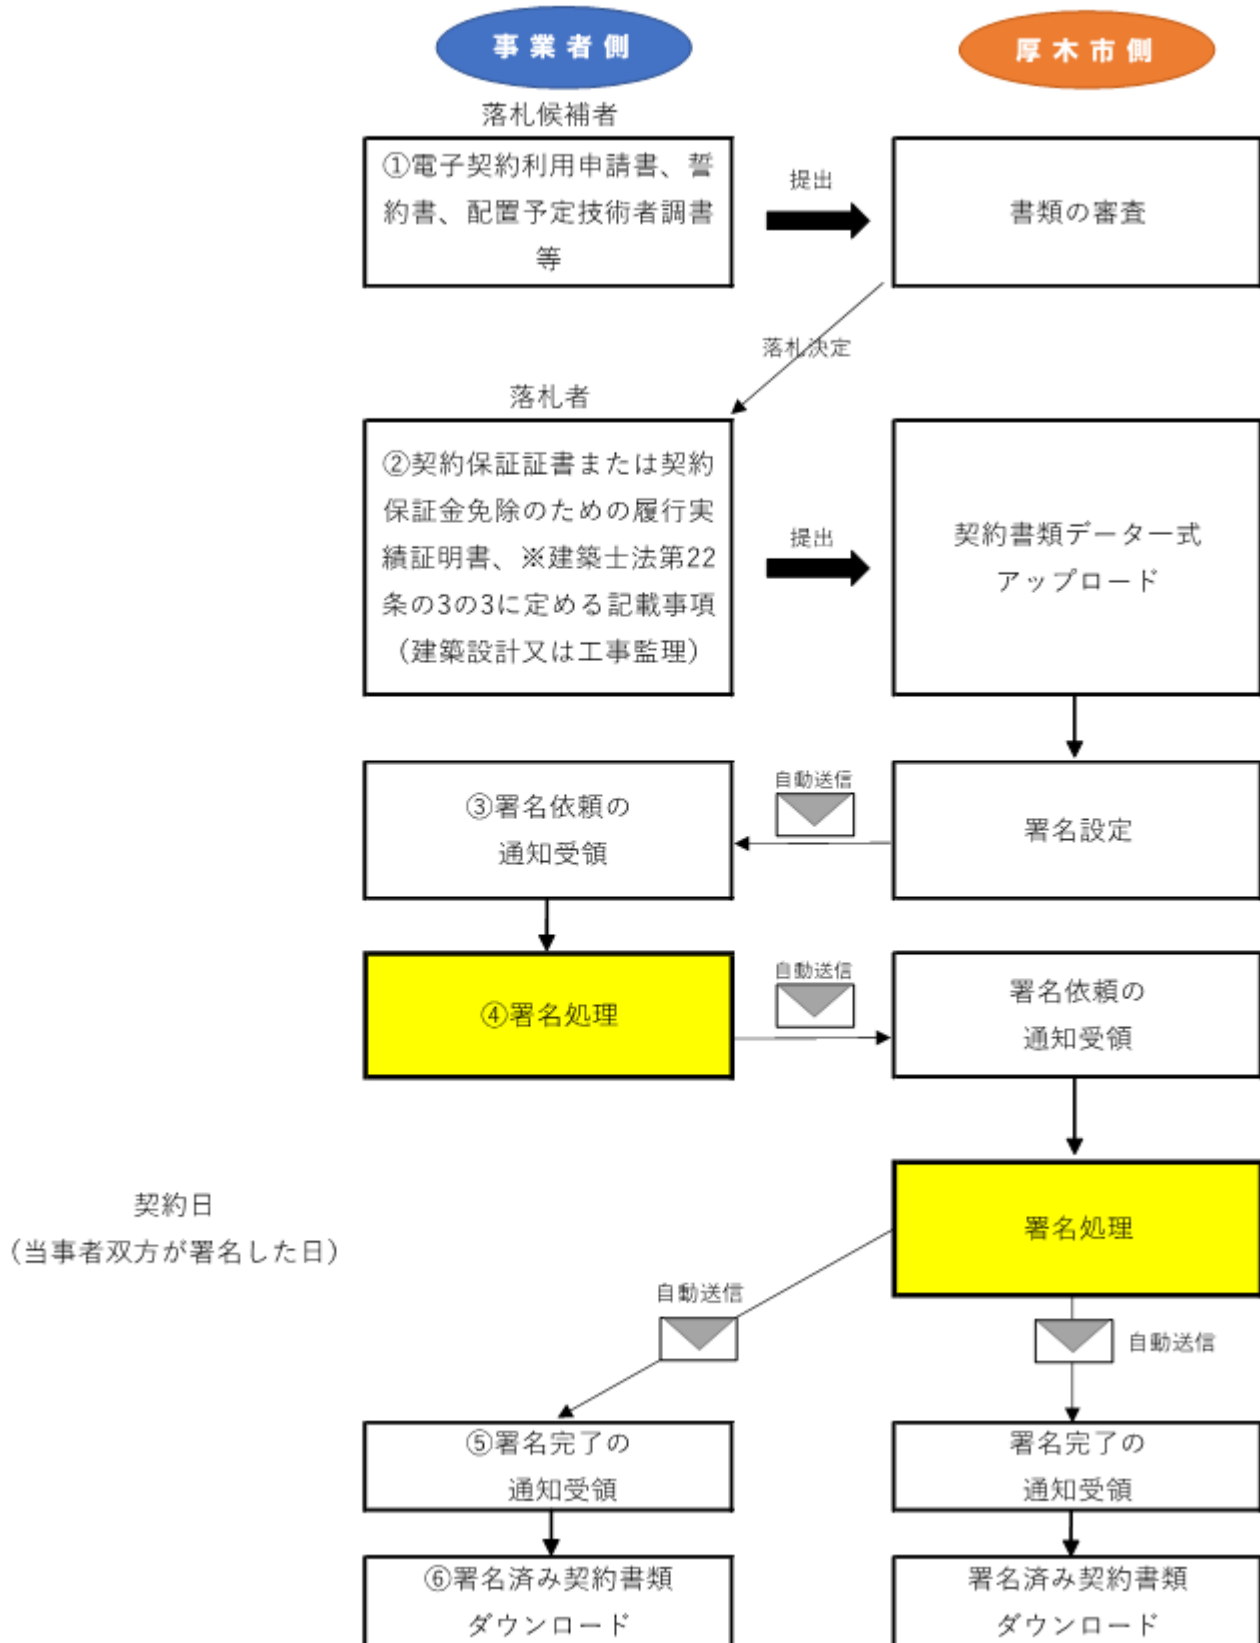 事業者側
厚木市側
落札候補者
①電子契約利用申請書、誓
約書、配置予定技術者調書
等
提出
書類の審査
落札決定
落札者
②契約保証証書または契約
保証金免除のための履行実
績証明書、※建築士法第22
条の3の3に定める記載事項
（建築設計又は工事監理）
提出
契約書類データ一式
アップロード
③署名依頼の
通知受領
自動送信
署名設定
④署名処理
自動送信
署名依頼の
通知受領
契約日
（当事者双方が署名した日）
署名処理
自動送信
自動送信
⑤署名完了の
通知受領
署名完了の
通知受領
⑥署名済み契約書類
ダウンロード
署名済み契約書類
ダウンロード